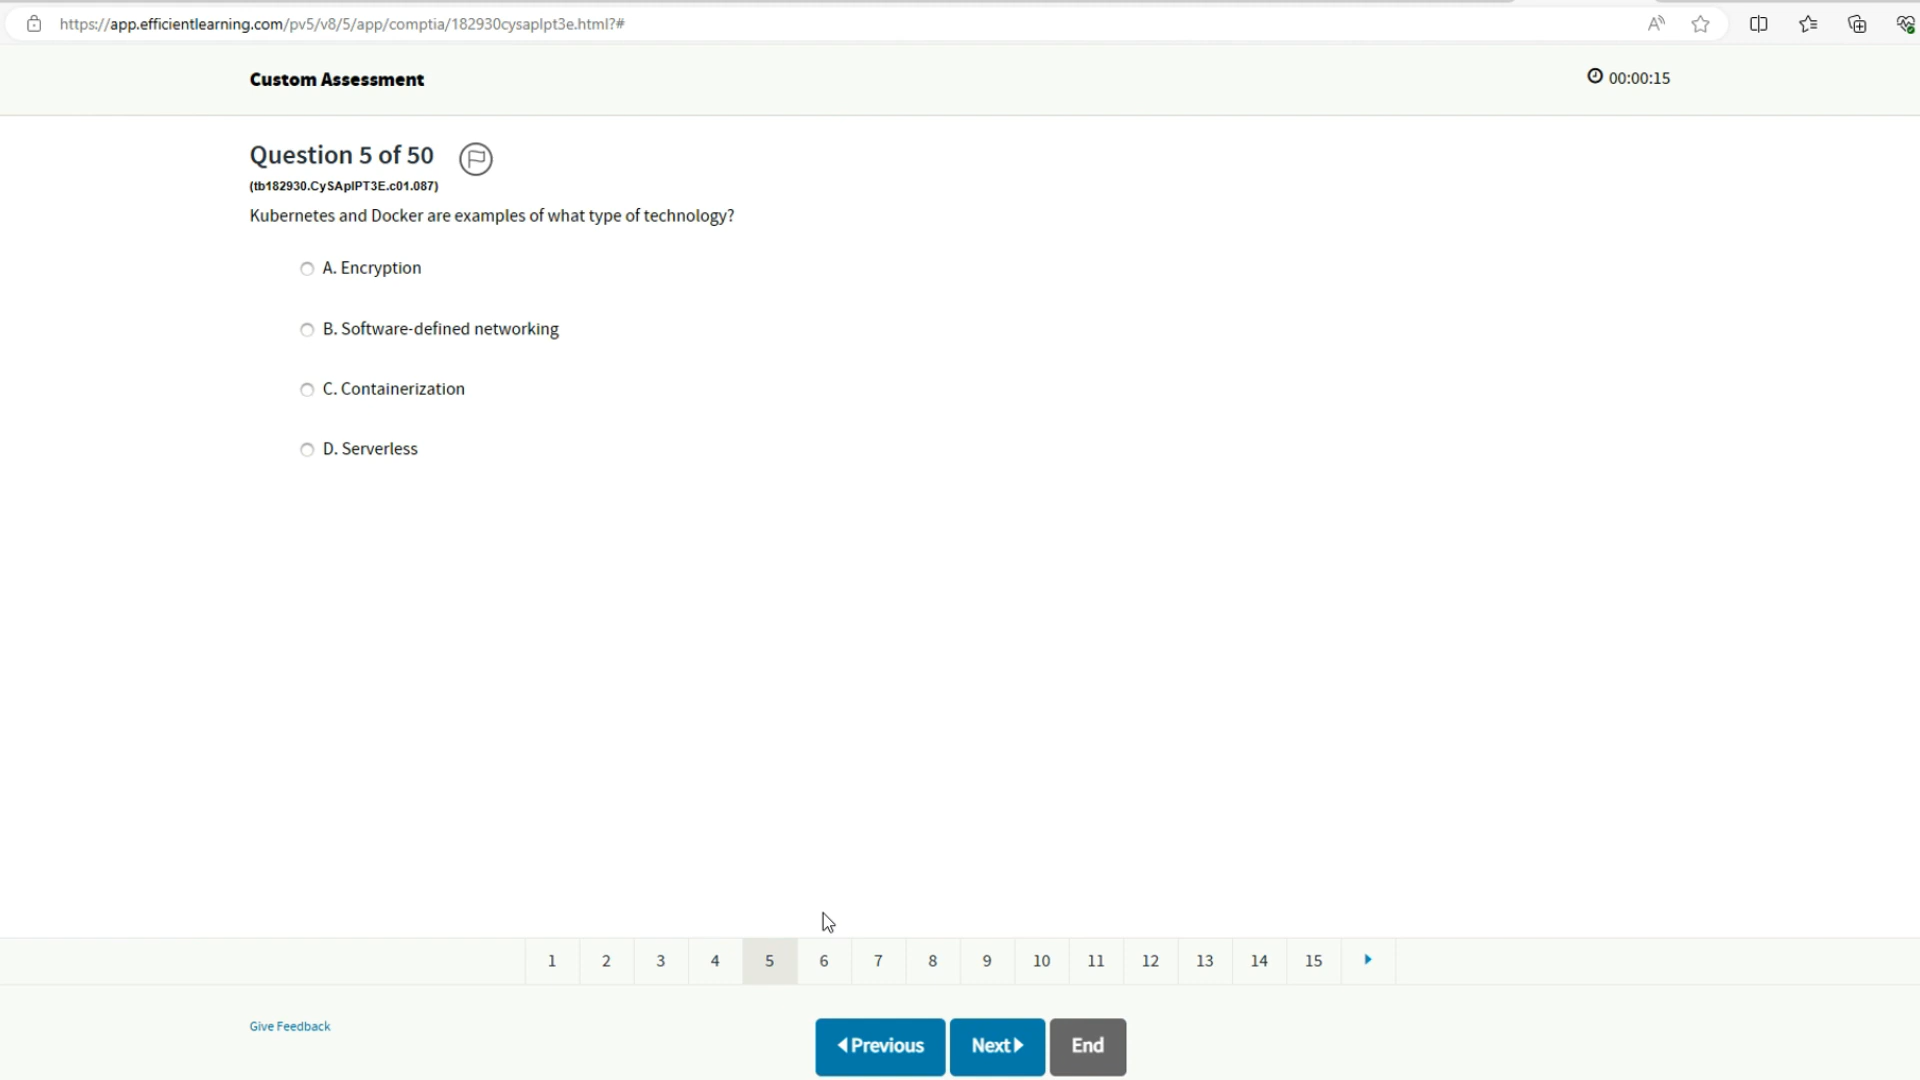 https://app.efficientlearning.com/pv5/v8/5/app/comptia/182930cysaplpt3e.html?#
Custom Assessment
00:00:15
Question 5 of 50
(tb182930.CySAplPT3E.c01.087)
Kubernetes and Docker are examples of what type of technology?
A. Encryption
B. Software-defined networking
C. Containerization
D. Serverless
1 2 3 4 5 6 7 8 9 10 11 12 13 14 15
Give Feedback
Previous Next End